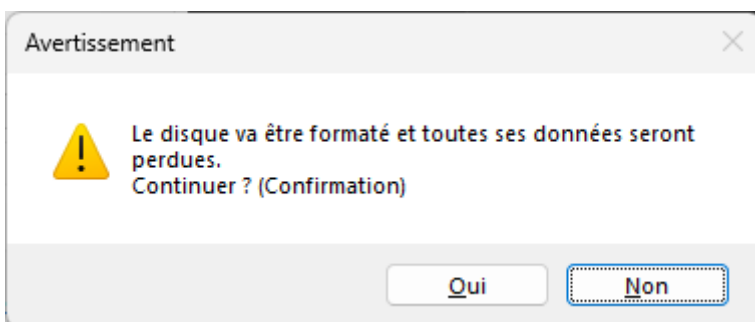 Avertissement
Le disque va être formaté et toutes ses données seront
perdues.
Continuer ? (Confirmation)
Oui
Non